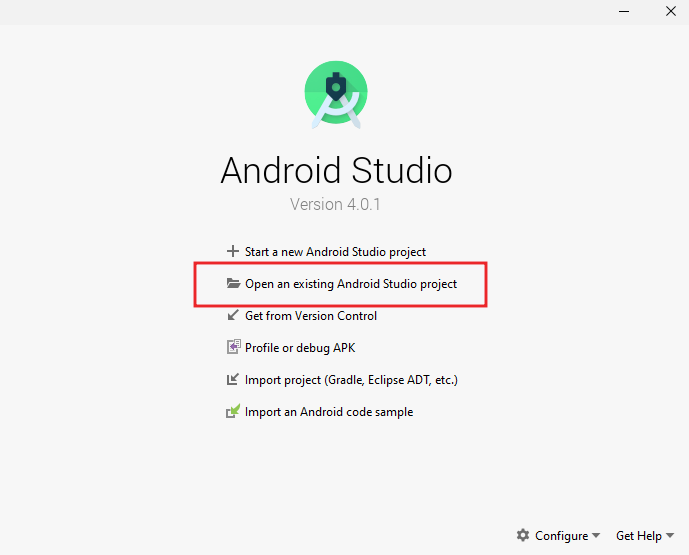 Android Studio
Version 4.0.1
Start a new Android Studio project
Open an existing Android Studio project
Get from Version Control
Profile or debug APK
Import project (Gradle, Eclipse ADT, etc.)
Import an Android code sample
Configure Get Help